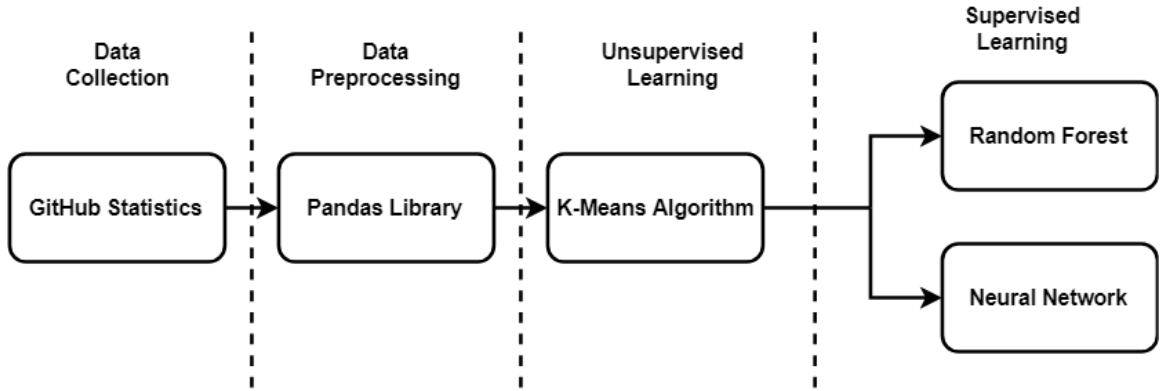 Data
Collection
Data
Preprocessing
Unsupervised
Learning
Supervised
Learning
GitHub Statistics
Pandas Library
K-Means Algorithm
Random Forest
Neural Network